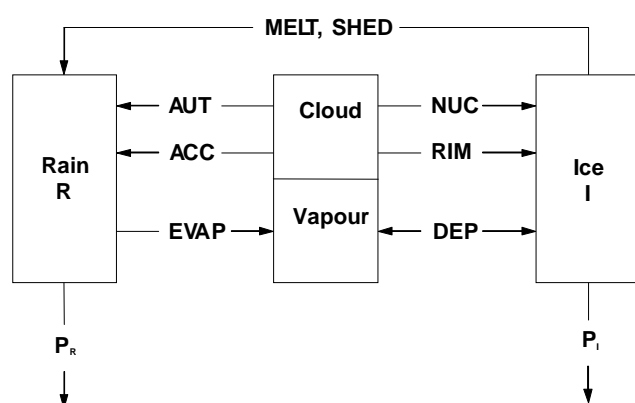 MELT, SHED
AUT
Cloud
NUC
ACC
RIM
Rain
R
Ice
I
Vapour
EVAP
DEP
PR
PI